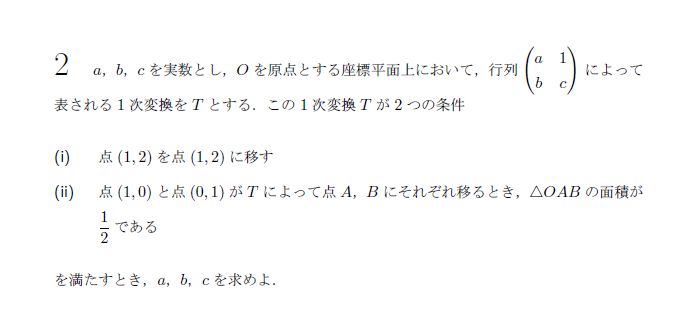 2 a, b, c を実数とし, O を原点とする座標平面上において, 行列 \begin{pmatrix} a & 1 \\ b & c \end{pmatrix} によって
表される 1 次変換を T とする. この 1 次変換 T が 2 つの条件
(i) 点 (1, 2) を点 (1, 2) に移す
(ii) 点 (1, 0) と点 (0, 1) が T によって点 A, B にそれぞれ移るとき, △OAB の面積が
\frac{1}{2} である
を満たすとき, a, b, c を求めよ.